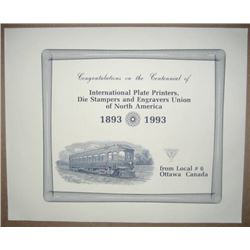 Congratulations on the Centennial of
International Plate Printers,
Die Stampers and Engravers Union
of North America
1893 1993
from Local # 6
Ottawa Canada